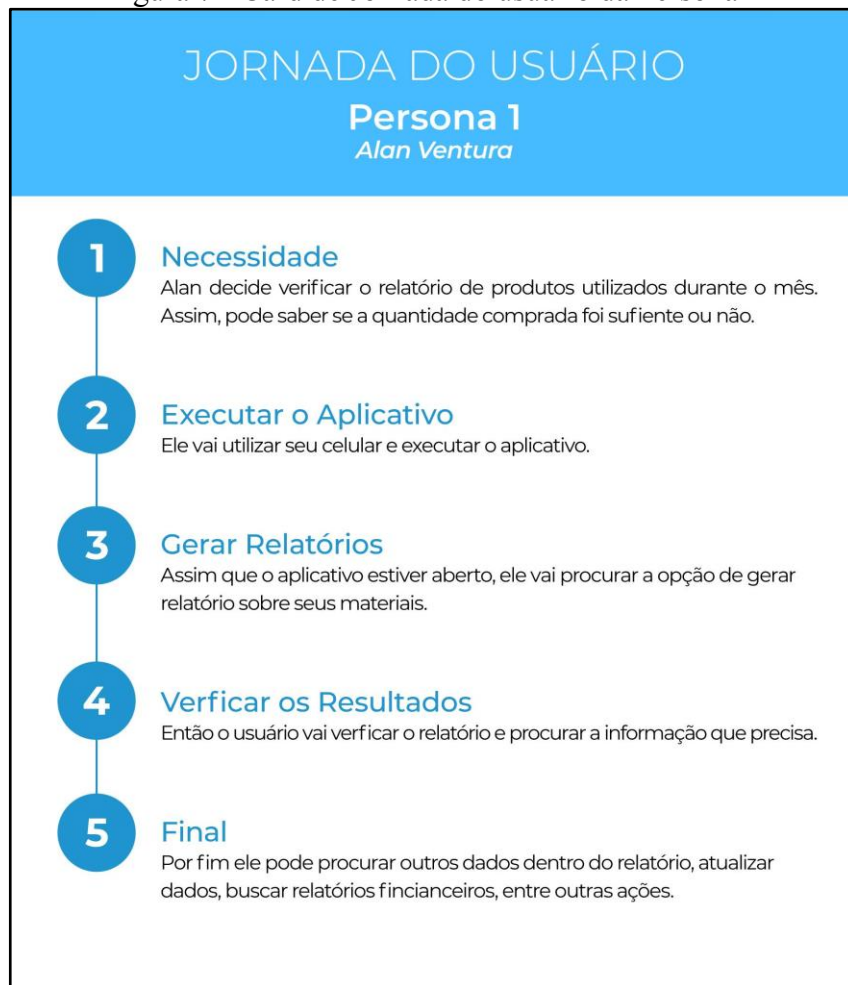 JORNADA DO USUÁRIO
Persona 1
Alan Ventura
1
Necessidade
Alan decide verificar o relatório de produtos utilizados durante o mês.
Assim, pode saber se a quantidade comprada foi sufiente ou não.
2
Executar o Aplicativo
Ele vai utilizar seu celular e executar o aplicativo.
3
Gerar Relatórios
Assim que o aplicativo estiver aberto, ele vai procurar a opção de gerar
relatório sobre seus materiais.
4
Verficar os Resultados
Então o usuário vai verficar o relatório e procurar a informação que precisa.
5
Final
Por fim ele pode procurar outros dados dentro do relatório, atualizar
dados, buscar relatórios fincianceiros, entre outras ações.